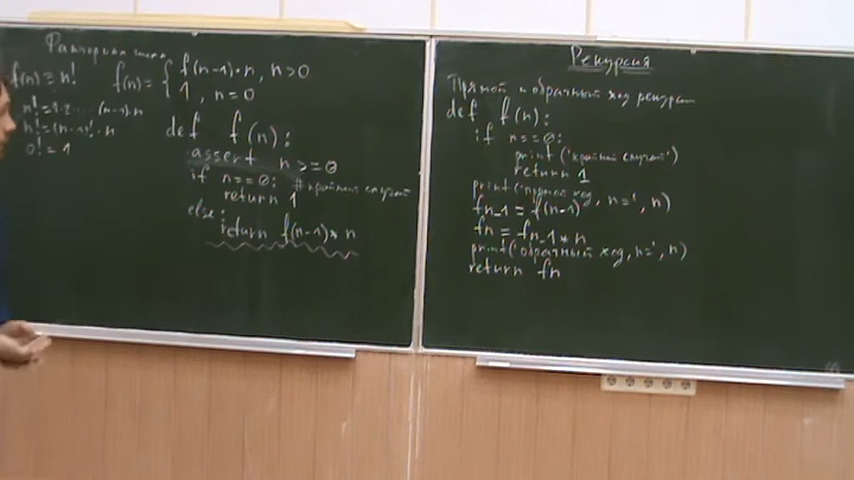 Факториал числа
f(n) ≡ n!
n! = 1·2·...·(n-1)·n
n! = (n-1)!·n
0! = 1
f(n) = { f(n-1)·n, n>0
1, n=0
def f(n):
assert n>=0
if n==0: # крайний случай
return 1
else:
return f(n-1)*n
Рекурсия
Прямой и обратный ход рекурсии
def f(n):
if n==0:
print('крайний случай')
return 1
print('прямой ход, n=', n)
fn_1 = f(n-1)
fn = fn_1*n
print('обратный ход, n=', n)
return fn